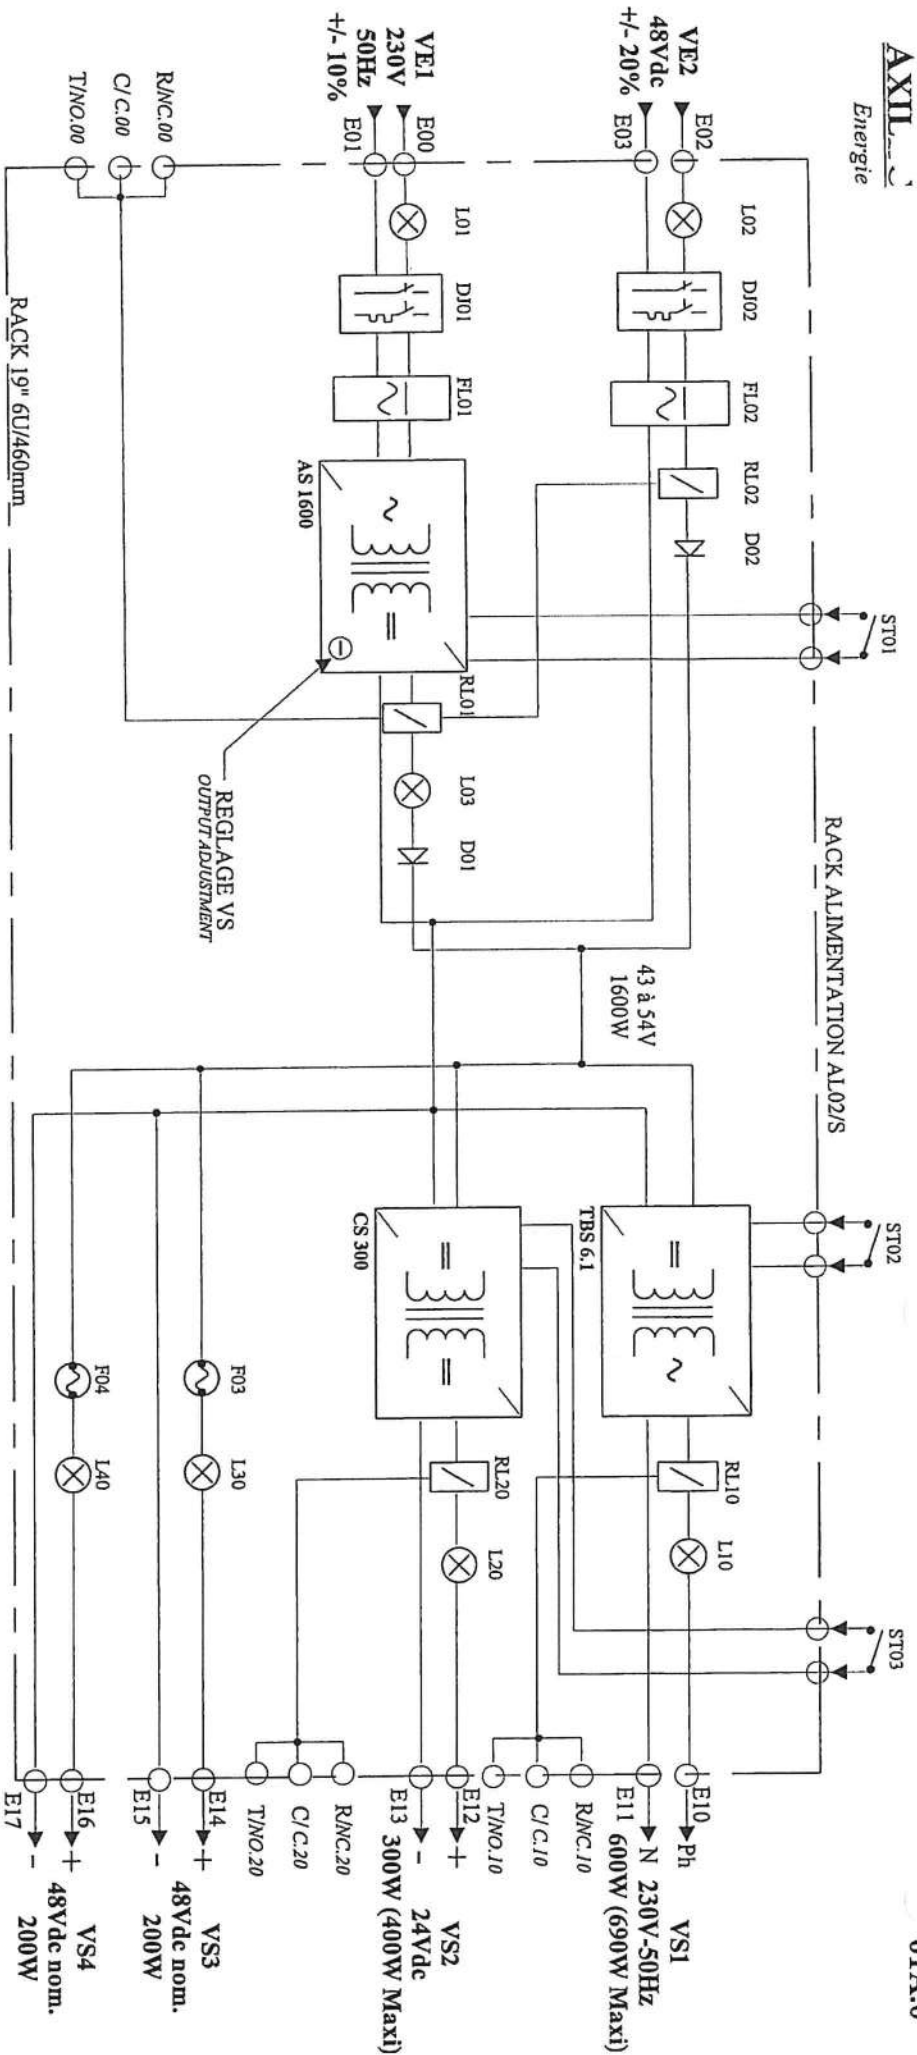 Energie
RACK ALIMENTATION AL02/S
VE2
48Vdc
+/- 20%
E02
E03
L02
DJ02
FL02
RL02
D02
ST01
ST02
ST03
VE1
230V
50Hz
+/- 10%
E00
E01
L01
DJ01
FL01
AS 1600
RL01
L03
D01
REGLAGE VS
OUTPUT ADJUSTMENT
43 à 54V
1600W
R/NC.00
C/ C.00
T/NO.00
TBS 6.1
RL10
L10
CS 300
RL20
L20
F03
L30
F04
L40
E10
Ph
E11
N
VS1
230V-50Hz
600W (690W Maxi)
R/NC.10
C/ C.10
T/NO.10
E12
+
E13
-
VS2
24Vdc
300W (400W Maxi)
R/NC.20
C/ C.20
T/NO.20
E14
+
E15
-
VS3
48Vdc nom.
200W
E16
+
E17
-
VS4
48Vdc nom.
200W
RACK 19" 6U/460mm